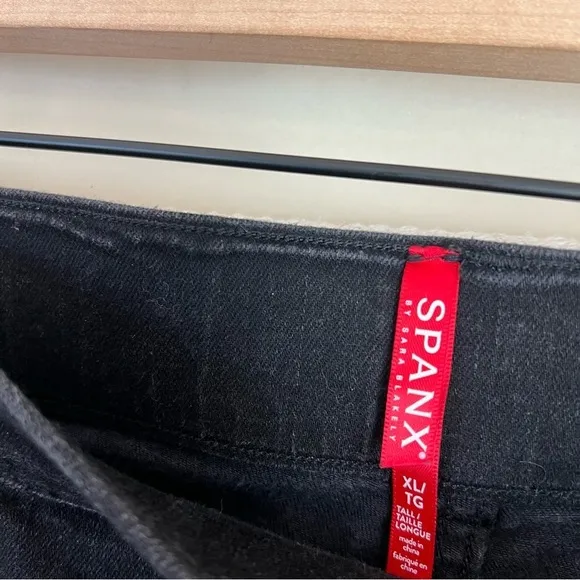 SPANX®
BY SARA BLAKELY
XL/
TG
TALL /
TAILLE
LONGUE
made in
china
fabriqué en
chine